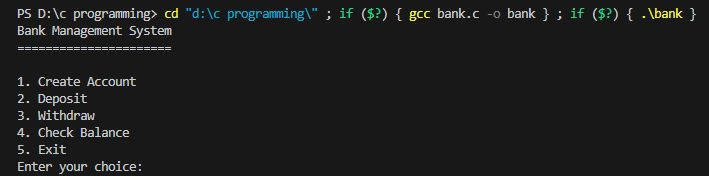 PS D:\c programming> cd "d:\c programming\" ; if ($?) { gcc bank.c -o bank } ; if ($?) { .\bank }
Bank Management System
======================
1. Create Account
2. Deposit
3. Withdraw
4. Check Balance
5. Exit
Enter your choice: